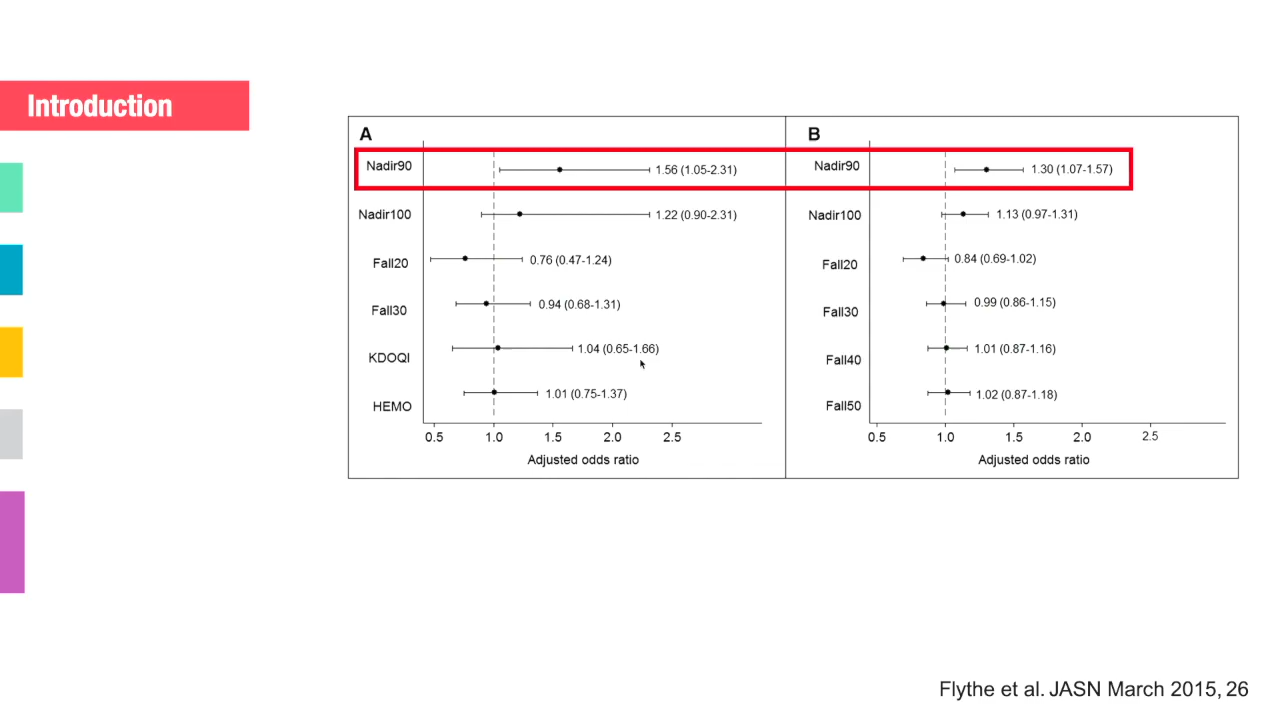 Introduction
A
Nadir90 1.56 (1.05-2.31)
Nadir100 1.22 (0.90-2.31)
Fall20 0.76 (0.47-1.24)
Fall30 0.94 (0.68-1.31)
KDOQI 1.04 (0.65-1.66)
HEMO 1.01 (0.75-1.37)
0.5 1.0 1.5 2.0 2.5
Adjusted odds ratio
B
Nadir90 1.30 (1.07-1.57)
Nadir100 1.13 (0.97-1.31)
Fall20 0.84 (0.69-1.02)
Fall30 0.99 (0.86-1.15)
Fall40 1.01 (0.87-1.16)
Fall50 1.02 (0.87-1.18)
0.5 1.0 1.5 2.0 2.5
Adjusted odds ratio
Flythe et al. JASN March 2015, 26